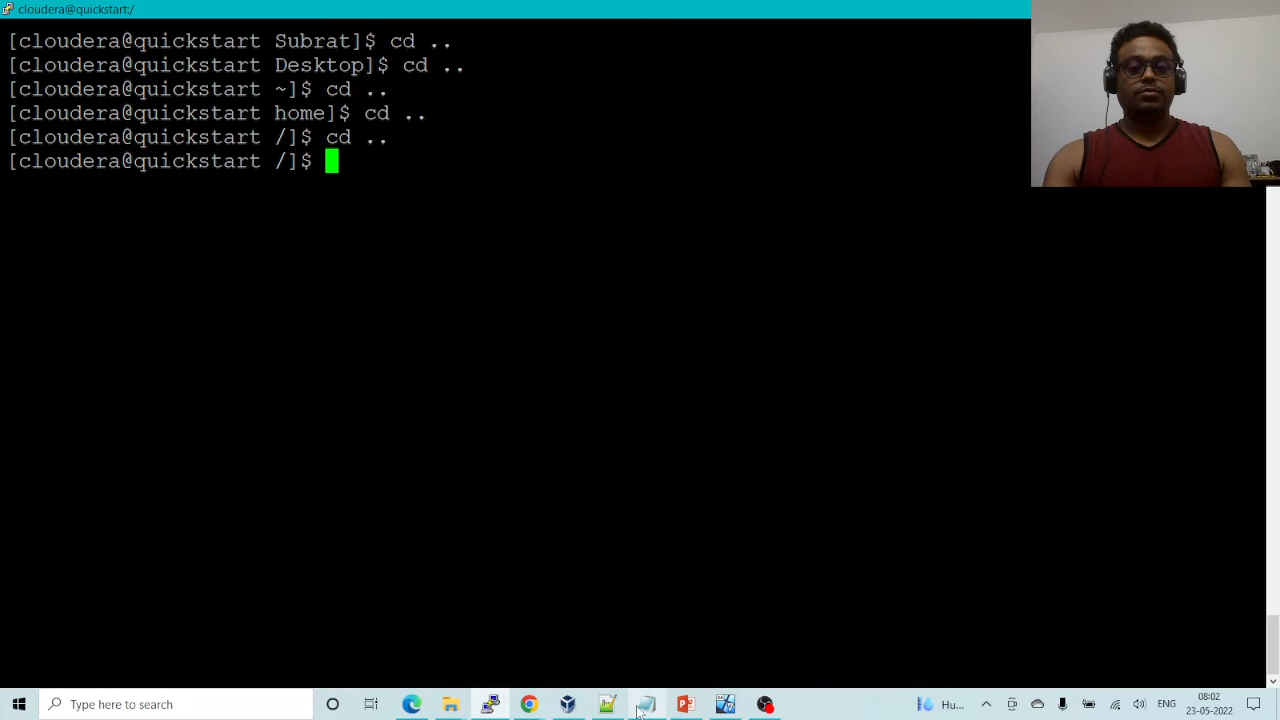 cloudera@quickstart:/
[cloudera@quickstart Subrat]$ cd ..
[cloudera@quickstart Desktop]$ cd ..
[cloudera@quickstart ~]$ cd ..
[cloudera@quickstart home]$ cd ..
[cloudera@quickstart /]$ cd ..
[cloudera@quickstart /]$
Type here to search
Hu...
ENG
08:02
23-05-2022